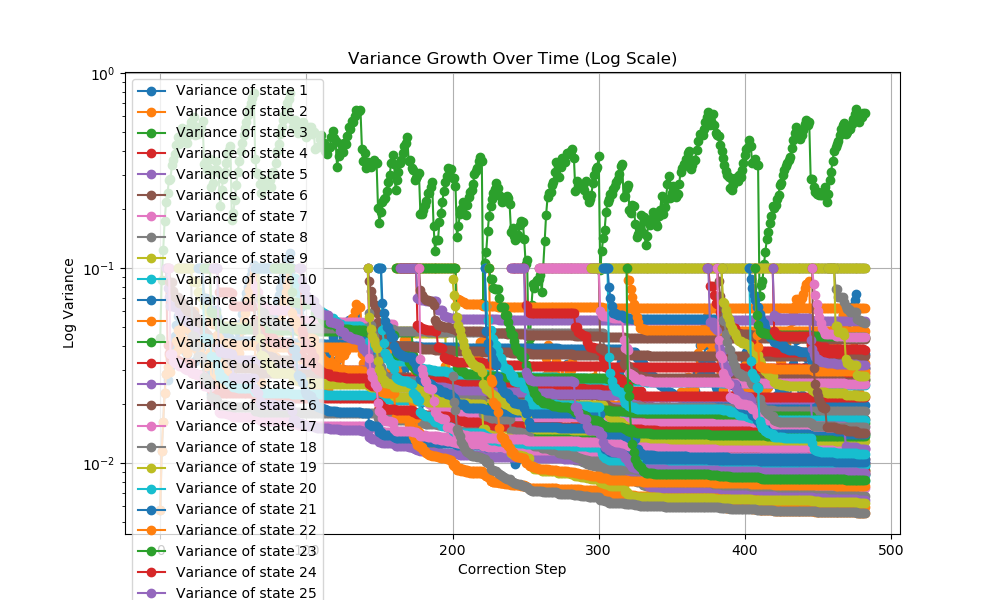 Variance Growth Over Time (Log Scale)
10⁰
10⁻¹
10⁻²
Log Variance
Variance of state 1
Variance of state 2
Variance of state 3
Variance of state 4
Variance of state 5
Variance of state 6
Variance of state 7
Variance of state 8
Variance of state 9
Variance of state 10
Variance of state 11
Variance of state 12
Variance of state 13
Variance of state 14
Variance of state 15
Variance of state 16
Variance of state 17
Variance of state 18
Variance of state 19
Variance of state 20
Variance of state 21
Variance of state 22
Variance of state 23
Variance of state 24
Variance of state 25
0 100 200 300 400 500
Correction Step